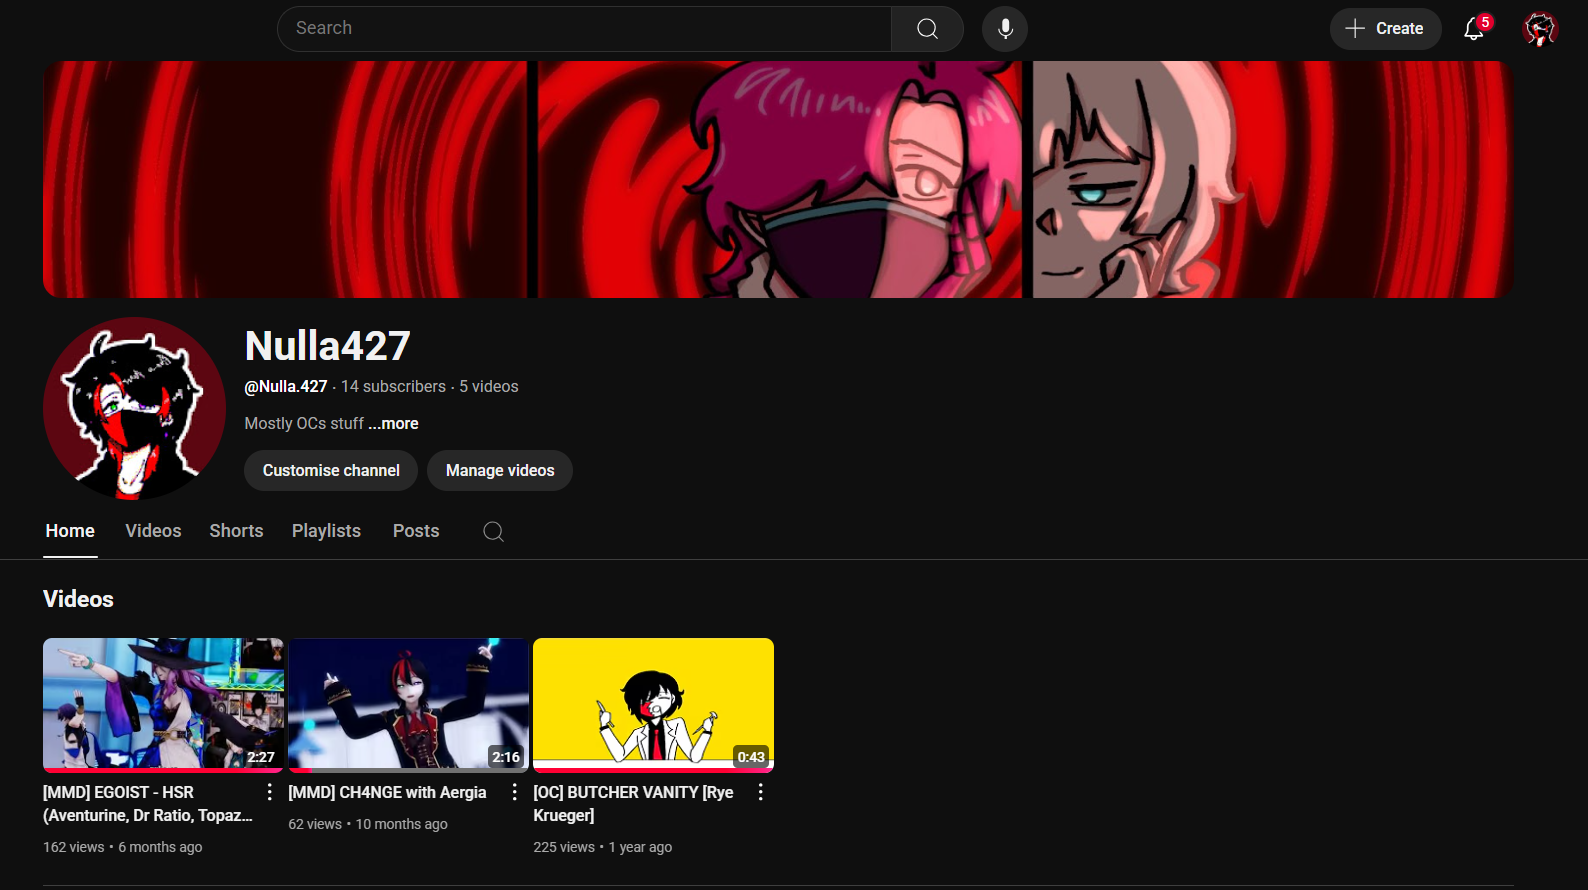 Search
Create
5
Nulla427
@Nulla.427 · 14 subscribers · 5 videos
Mostly OCs stuff ...more
Customise channel
Manage videos
Home
Videos
Shorts
Playlists
Posts
Videos
2:27
2:16
0:43
[MMD] EGOIST - HSR
(Aventurine, Dr Ratio, Topaz...
162 views • 6 months ago
[MMD] CH4NGE with Aergia
62 views • 10 months ago
[OC] BUTCHER VANITY [Rye
Krueger]
225 views • 1 year ago